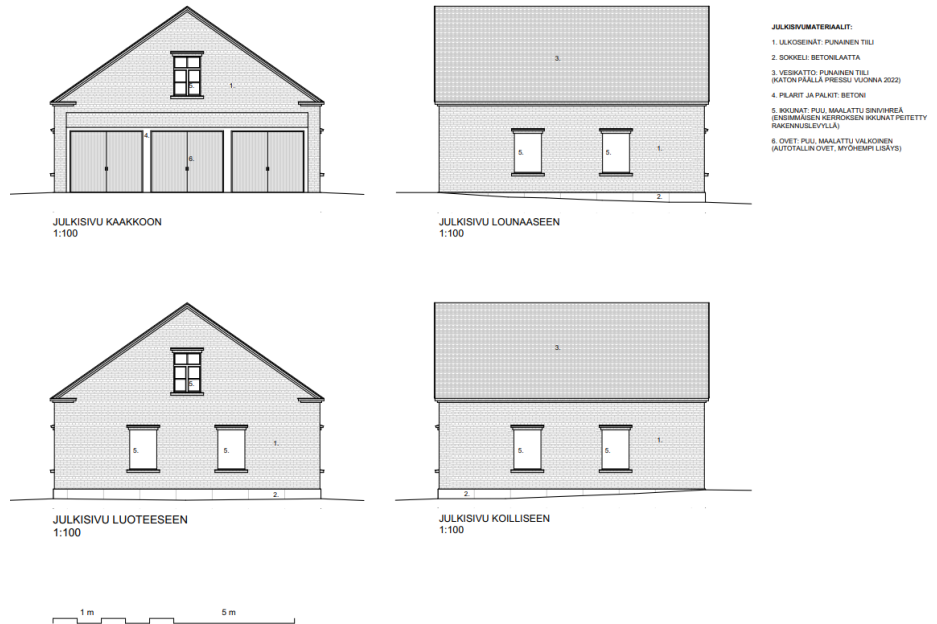 JULKISIVUMATERIAALIT:
1. ULKOSEINÄT: PUNAINEN TIILI
2. SOKKELI: BETONILAATTA
3. VESIKATTO: PUNAINEN TIILI
(KATON PÄÄLLÄ PRESSU VUONNA 2022)
4. PILARIT JA PALKIT: BETONI
5. IKKUNAT: PUU, MAALATTU SINIVIHREÄ
(ENSIMMÄISEN KERROKSEN IKKUNAT PEITETTY
RAKENNUSLEVYLLÄ)
6. OVET: PUU, MAALATTU VALKOINEN
(AUTOTALLIN OVET, MYÖHEMPI LISÄYS)
5.
1.
4.
6.
JULKISIVU KAAKKOON
1:100
3.
5.
5.
1.
2.
JULKISIVU LOUNAASEEN
1:100
5.
5.
5.
1.
2.
JULKISIVU LUOTEESEEN
1:100
3.
5.
5.
1.
2.
JULKISIVU KOILLISEEN
1:100
1 m
5 m